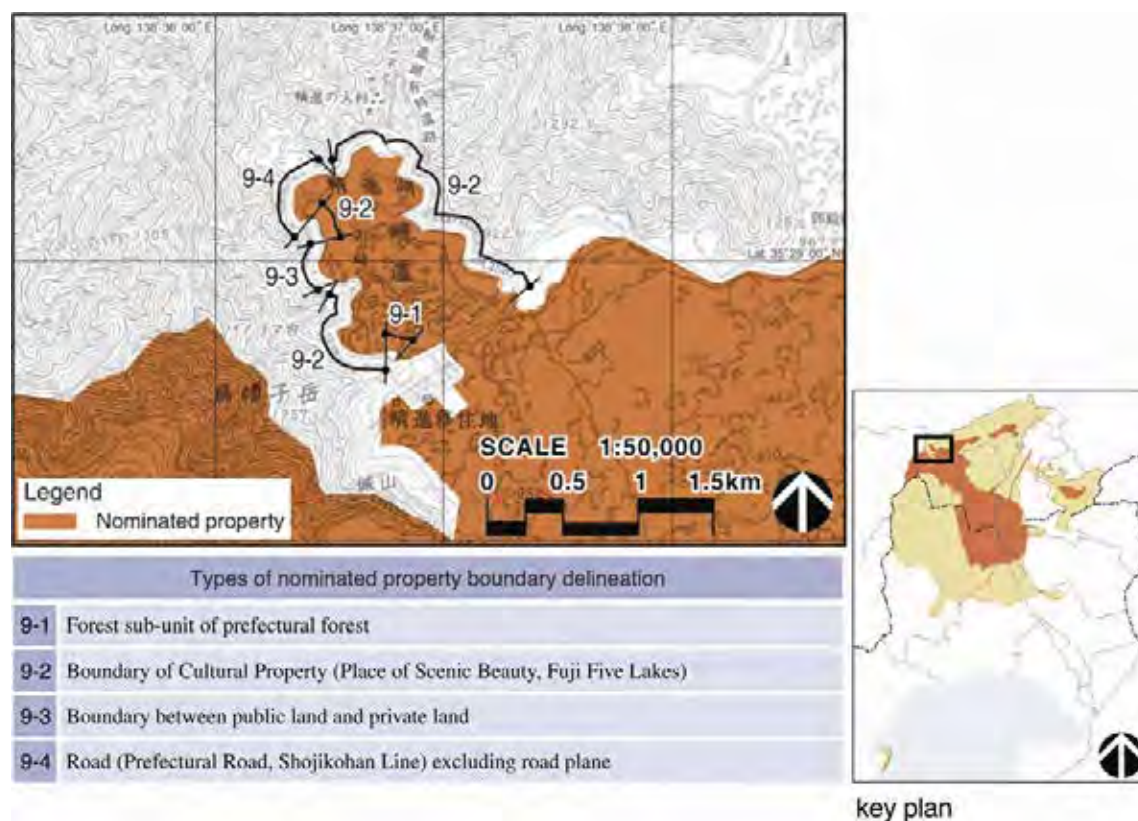 Long 138°36'00"E
Long 138°37'00"E
Long 138°38'00"E
1292
9-4
9-2
9-2
Lat 35°29'00"N
9-3
9-1
9-2
SCALE 1:50,000
0 0.5 1 1.5km
Legend
Nominated property
Types of nominated property boundary delineation
9-1 Forest sub-unit of prefectural forest
9-2 Boundary of Cultural Property (Place of Scenic Beauty, Fuji Five Lakes)
9-3 Boundary between public land and private land
9-4 Road (Prefectural Road, Shojikohan Line) excluding road plane
key plan